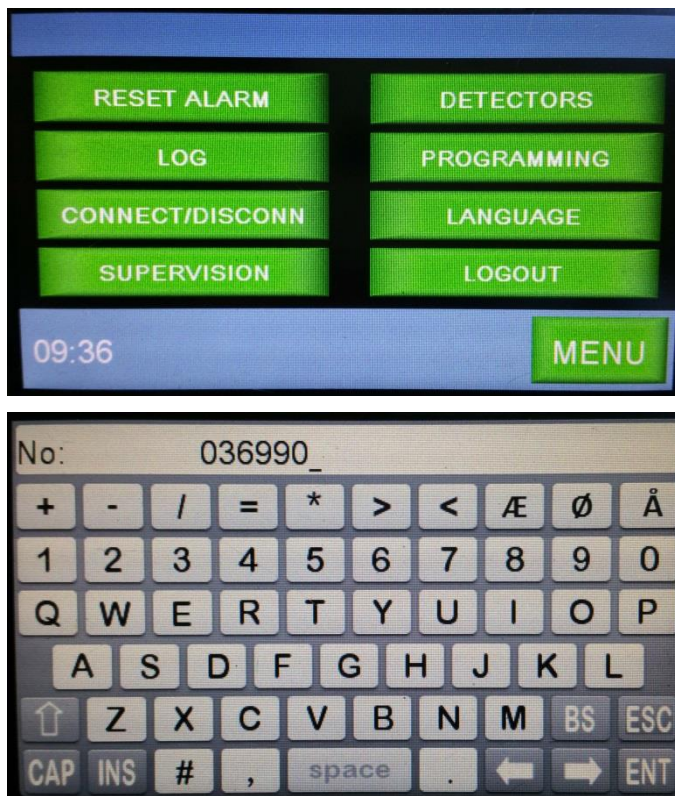 RESET ALARM DETECTORS
LOG PROGRAMMING
CONNECT/DISCONN LANGUAGE
SUPERVISION LOGOUT
09:36 MENU
No: 036990_
+ - / = * > < Æ Ø Å
1 2 3 4 5 6 7 8 9 0
Q W E R T Y U I O P
A S D F G H J K L
Z X C V B N M BS ESC
CAP INS # , space . ENT